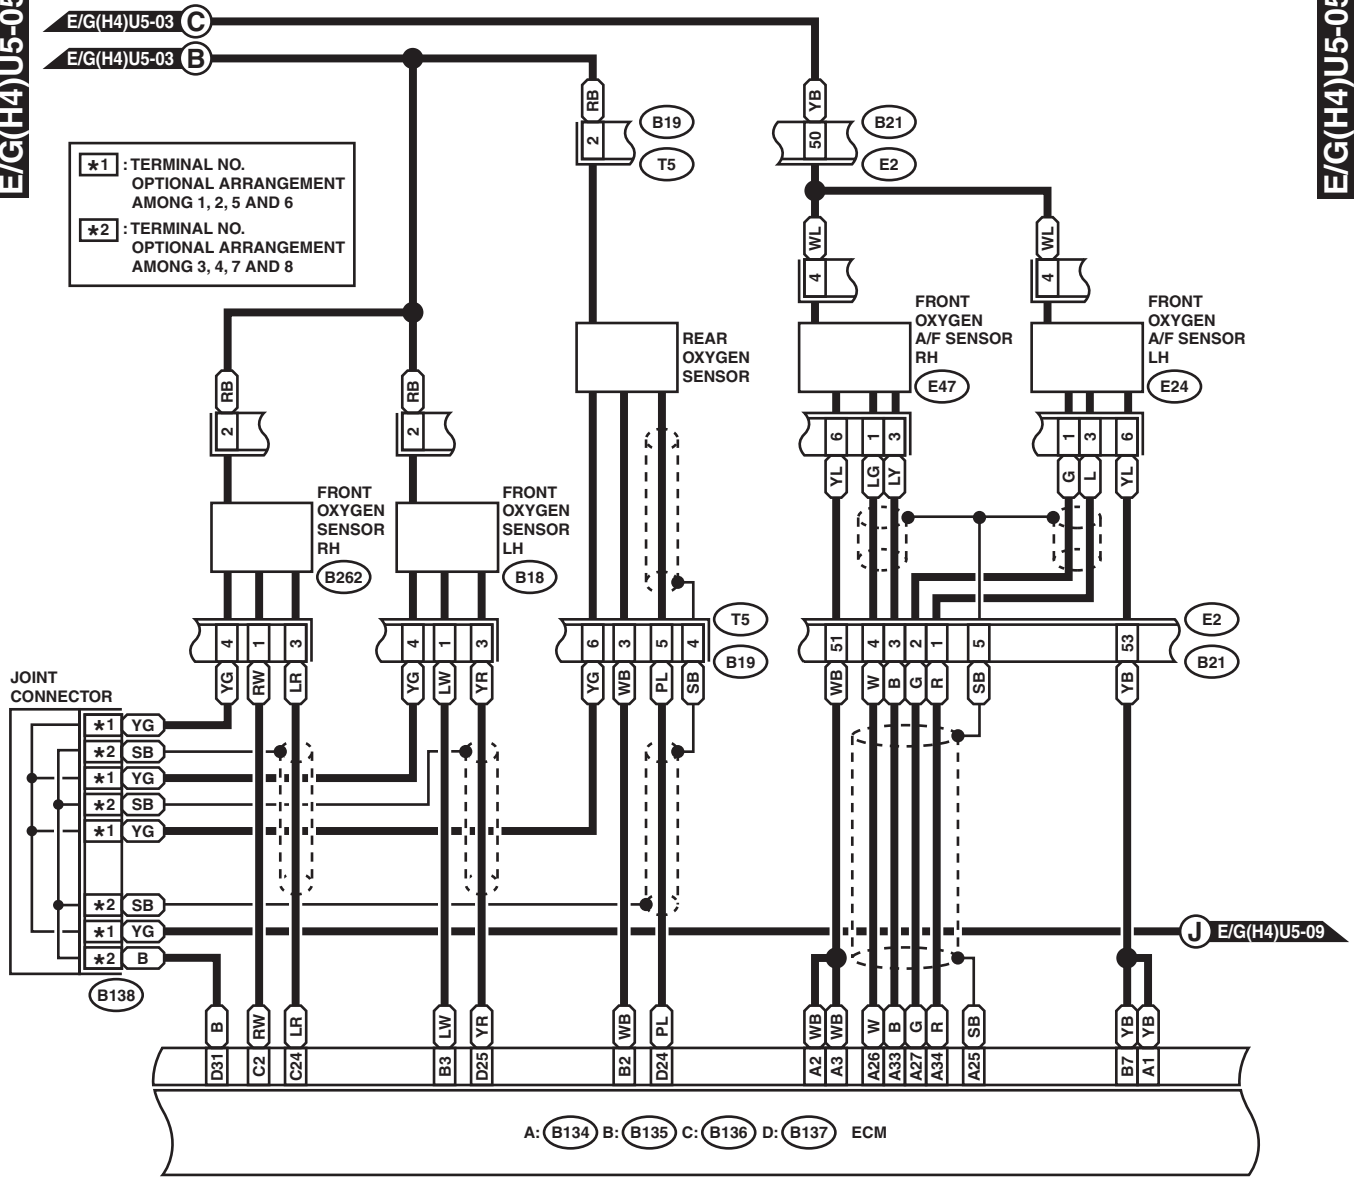 E/G(H4)U5-05
E/G(H4)U5-05
E/G(H4)U5-03 C
E/G(H4)U5-03 B
RB
2
B19
T5
YB
50
B21
E2
*1 : TERMINAL NO.
OPTIONAL ARRANGEMENT
AMONG 1, 2, 5 AND 6
*2 : TERMINAL NO.
OPTIONAL ARRANGEMENT
AMONG 3, 4, 7 AND 8
WL
4
WL
4
REAR
OXYGEN
SENSOR
FRONT
OXYGEN
A/F SENSOR
RH
E47
FRONT
OXYGEN
A/F SENSOR
LH
E24
RB
2
RB
2
6 1 3
YL LG LY
1 3 6
G L YL
FRONT
OXYGEN
SENSOR
RH
B262
FRONT
OXYGEN
SENSOR
LH
B18
4 1 3
YG RW LR
4 1 3
YG LW YR
6 3 5 4
YG WB PL SB
T5
B19
51 4 3 2 1 5 53
WB W B G R SB YB
E2
B21
JOINT
CONNECTOR
*1 YG
*2 SB
*1 YG
*2 SB
*1 YG
*2 SB
*1 YG
*2 B
B138
J E/G(H4)U5-09
B RW LR LW YR WB PL WB WB W B G R SB YB YB
D31 C2 C24 B3 D25 B2 D24 A2 A3 A26 A33 A27 A34 A25 B7 A1
A: B134 B: B135 C: B136 D: B137 ECM